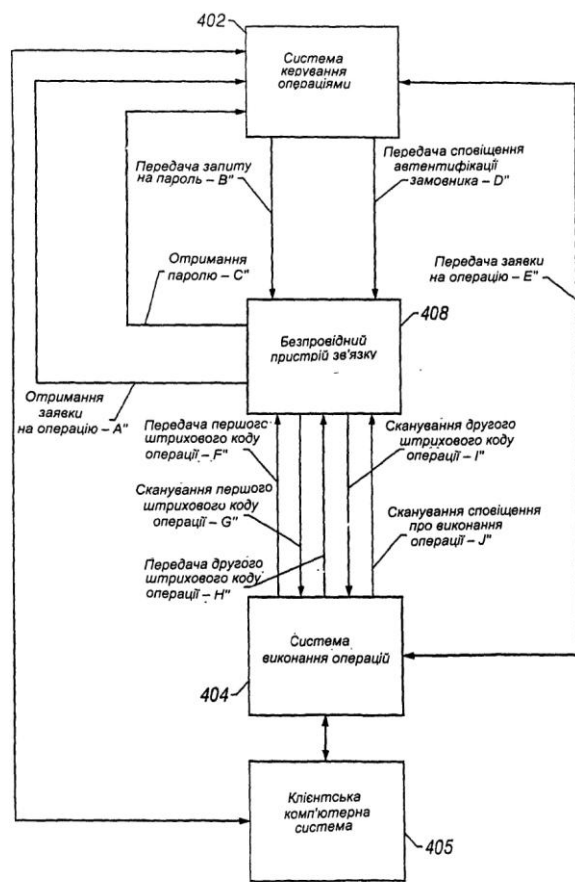 402
Система
керування
операціями
Передача запиту
на пароль – B"
Передача сповіщення
автентифікації
замовника – D"
Отримання
паролю – C"
Передача заявки
на операцію – E"
408
Безпровідний
пристрій зв'язку
Отримання
заявки
на операцію – A"
Передача першого
штрихового коду
операції – F"
Сканування другого
штрихового коду
операції – I"
Сканування першого
штрихового коду
операції – G"
Сканування сповіщення
про виконання
операції – J"
Передача другого
штрихового коду
операції – H"
Система
виконання операцій
404
Клієнтська
комп'ютерна
система
405